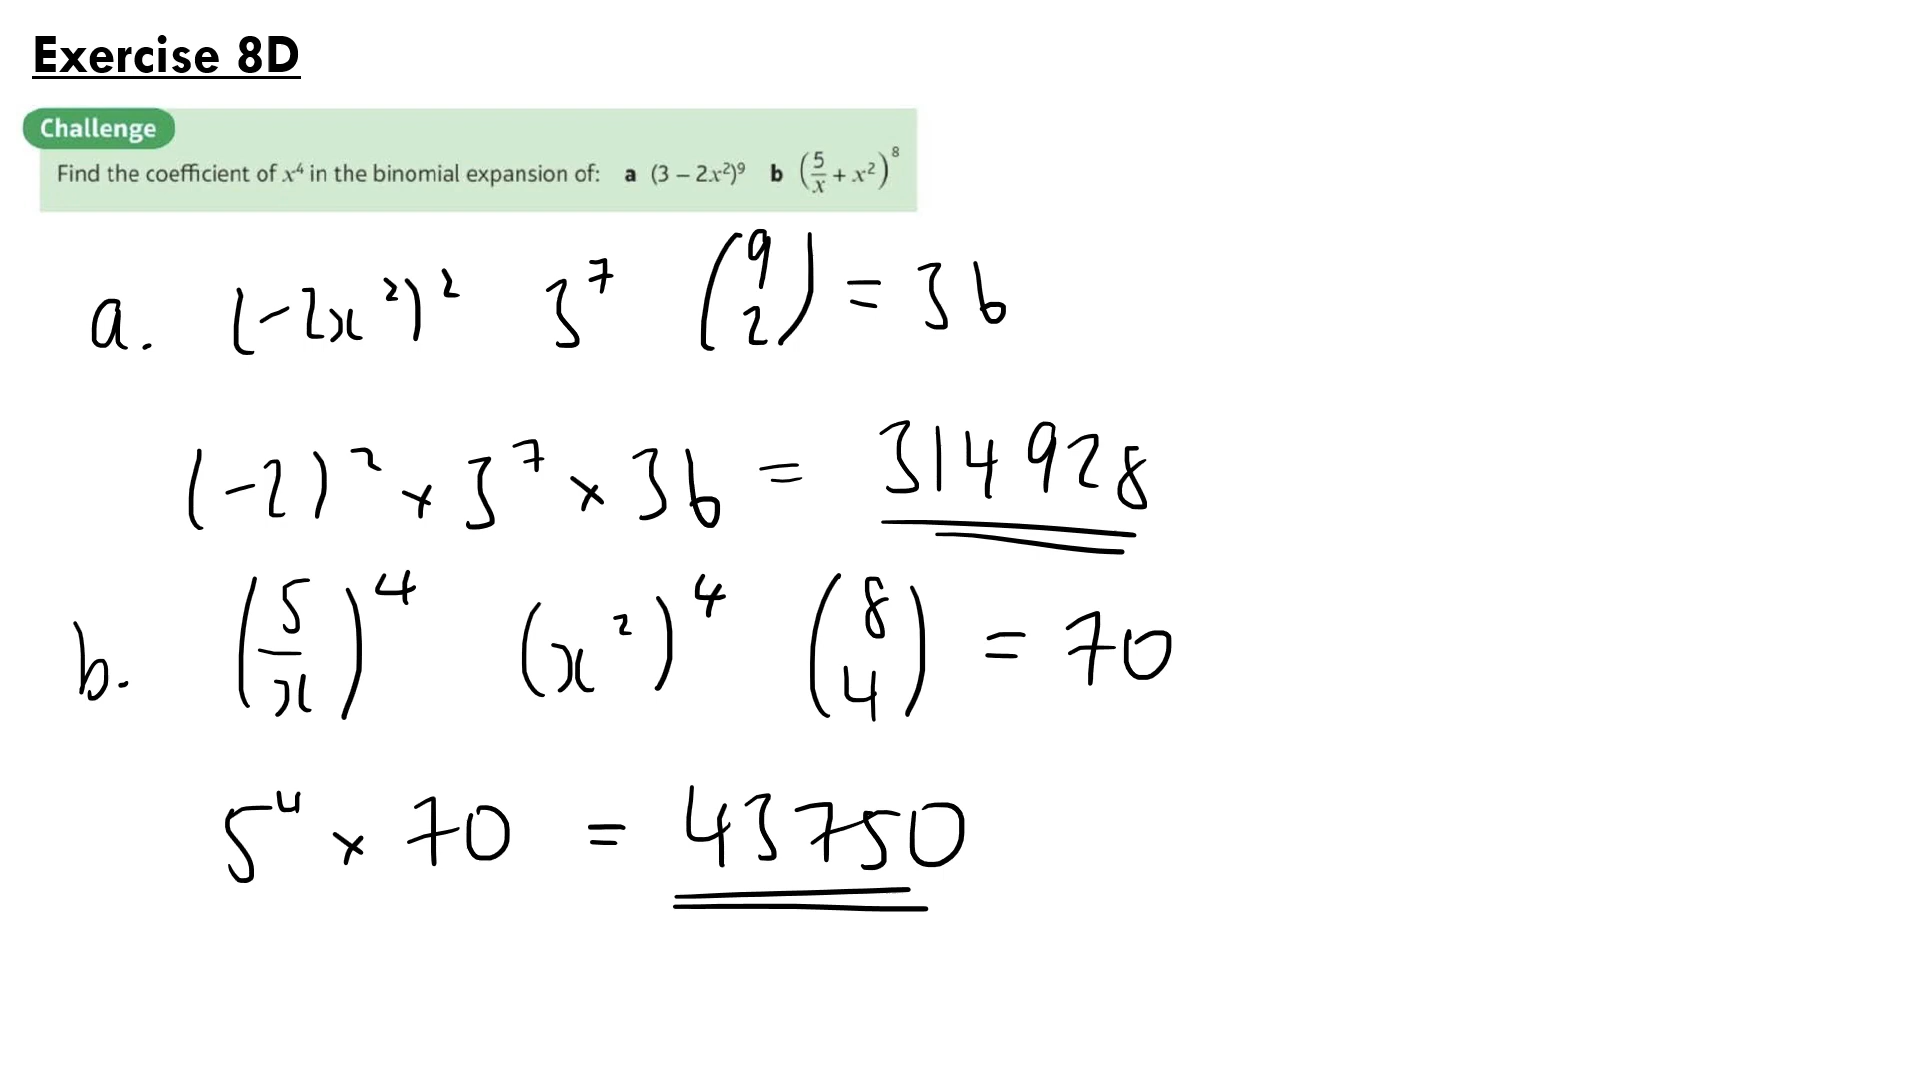 Exercise 8D
Challenge
Find the coefficient of x⁴ in the binomial expansion of: a (3 – 2x²)⁹ b (5/x + x²)⁸
a. (-2x²)² 3⁷ (9 2) = 36
(-2)² × 3⁷ × 36 = 314928
b. (5/x)⁴ (x²)⁴ (8 4) = 70
5⁴ × 70 = 43750